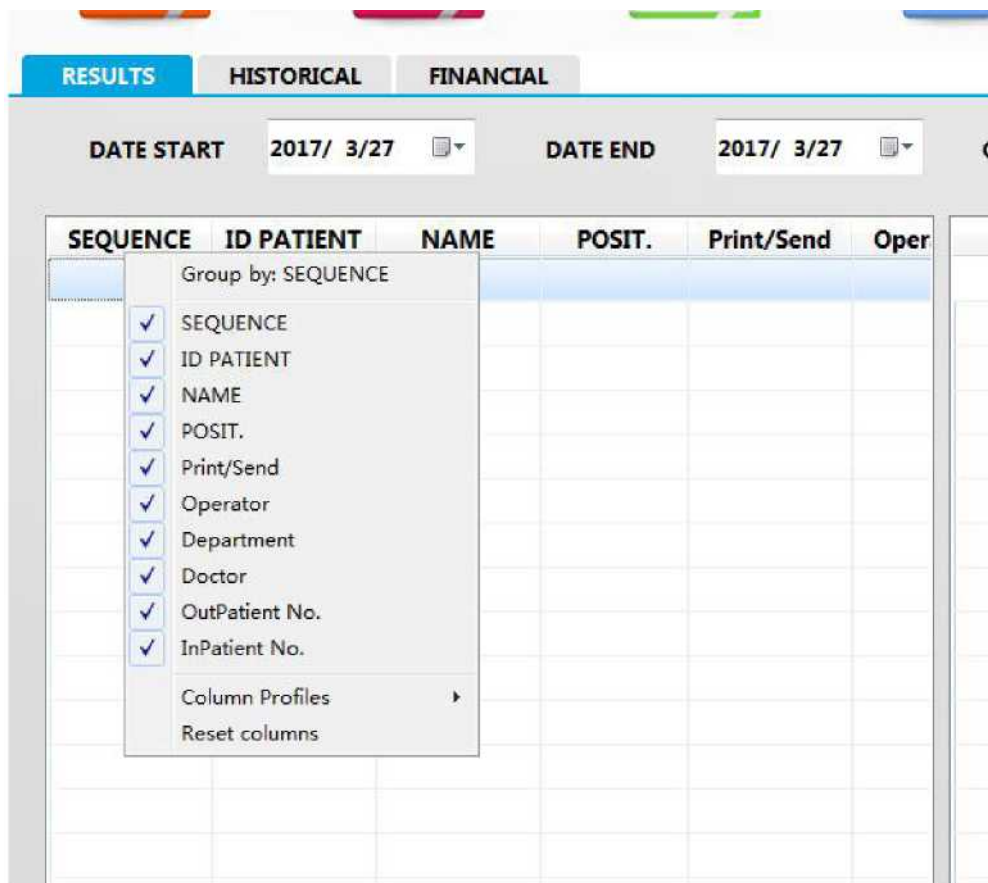 RESULTS HISTORICAL FINANCIAL
DATE START 2017/ 3/27 DATE END 2017/ 3/27
SEQUENCE ID PATIENT NAME POSIT. Print/Send Oper
Group by: SEQUENCE
SEQUENCE
ID PATIENT
NAME
POSIT.
Print/Send
Operator
Department
Doctor
OutPatient No.
InPatient No.
Column Profiles
Reset columns